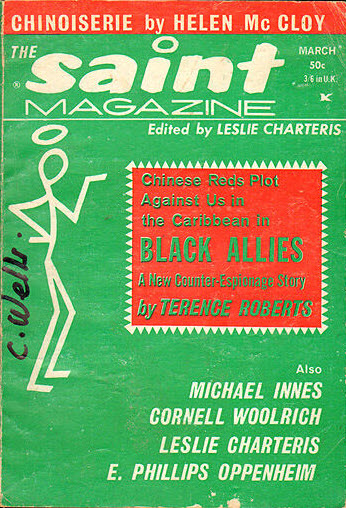 CHINOISERIE by HELEN Mc CLOY
THE
saint
MAGAZINE
®
MARCH
50c
3/6 in U.K.
K
Edited by LESLIE CHARTERIS
Chinese Reds Plot
Against Us in
the Caribbean in
BLACK ALLIES
A New Counter-Espionage Story
by TERENCE ROBERTS
C. Wells.
Also
MICHAEL INNES
CORNELL WOOLRICH
LESLIE CHARTERIS
E. PHILLIPS OPPENHEIM